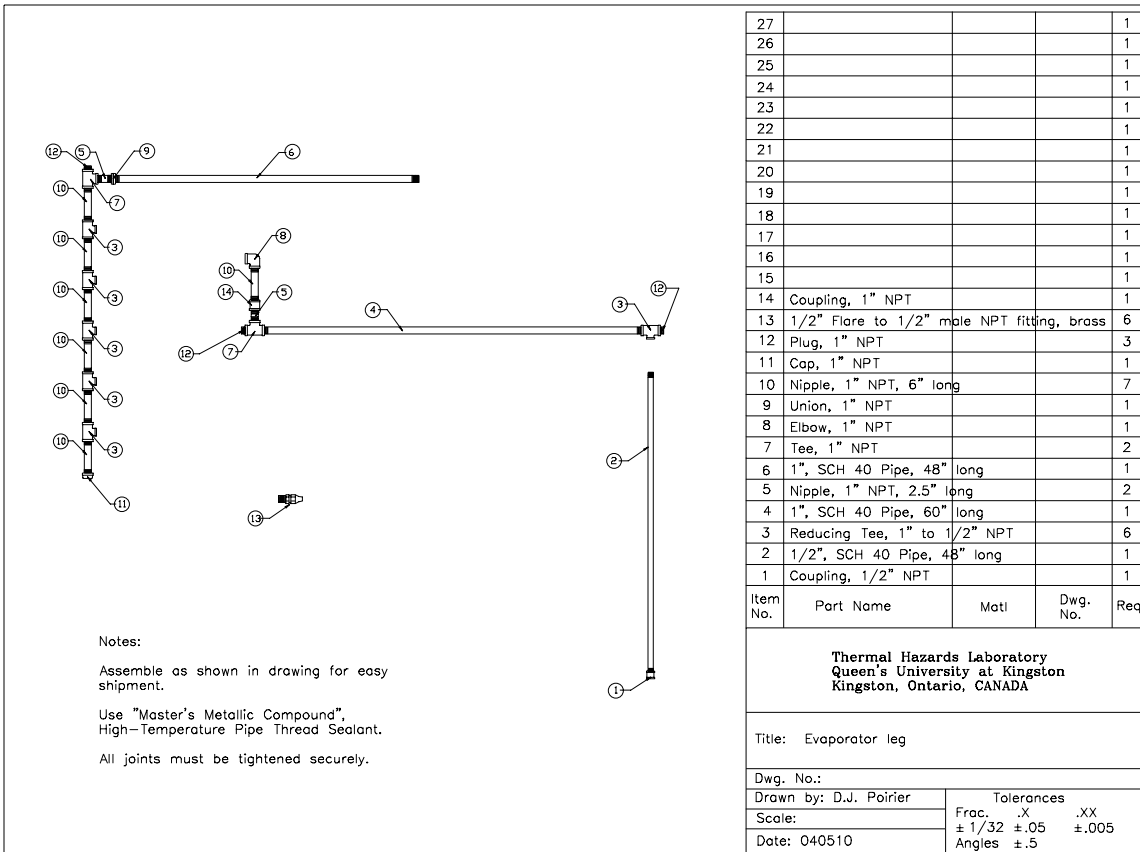 12 5 9 6
10
7
10 3
10 3
10 3
10 3
10 3
11
8
10
14 5
12 7
4
3 12
2
1
13
Notes:
Assemble as shown in drawing for easy
shipment.
Use "Master's Metallic Compound",
High-Temperature Pipe Thread Sealant.
All joints must be tightened securely.
27 1
26 1
25 1
24 1
23 1
22 1
21 1
20 1
19 1
18 1
17 1
16 1
15 1
14 Coupling, 1" NPT 1
13 1/2" Flare to 1/2" male NPT fitting, brass 6
12 Plug, 1" NPT 3
11 Cap, 1" NPT 1
10 Nipple, 1" NPT, 6" long 7
9 Union, 1" NPT 1
8 Elbow, 1" NPT 1
7 Tee, 1" NPT 2
6 1", SCH 40 Pipe, 48" long 1
5 Nipple, 1" NPT, 2.5" long 2
4 1", SCH 40 Pipe, 60" long 1
3 Reducing Tee, 1" to 1/2" NPT 6
2 1/2", SCH 40 Pipe, 48" long 1
1 Coupling, 1/2" NPT 1
Item No. Part Name Matl Dwg. No. Req
Thermal Hazards Laboratory
Queen's University at Kingston
Kingston, Ontario, CANADA
Title: Evaporator leg
Dwg. No.:
Drawn by: D.J. Poirier
Scale:
Date: 040510
Tolerances
Frac. .X .XX
± 1/32 ±.05 ±.005
Angles ±.5